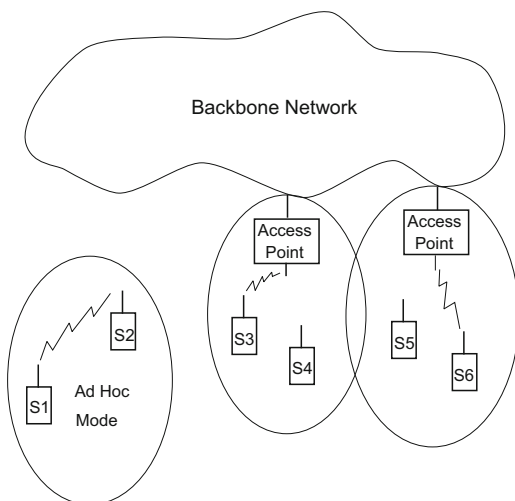 Backbone Network
Access
Point
Access
Point
S3
S4
S5
S6
S2
S1
Ad Hoc
Mode